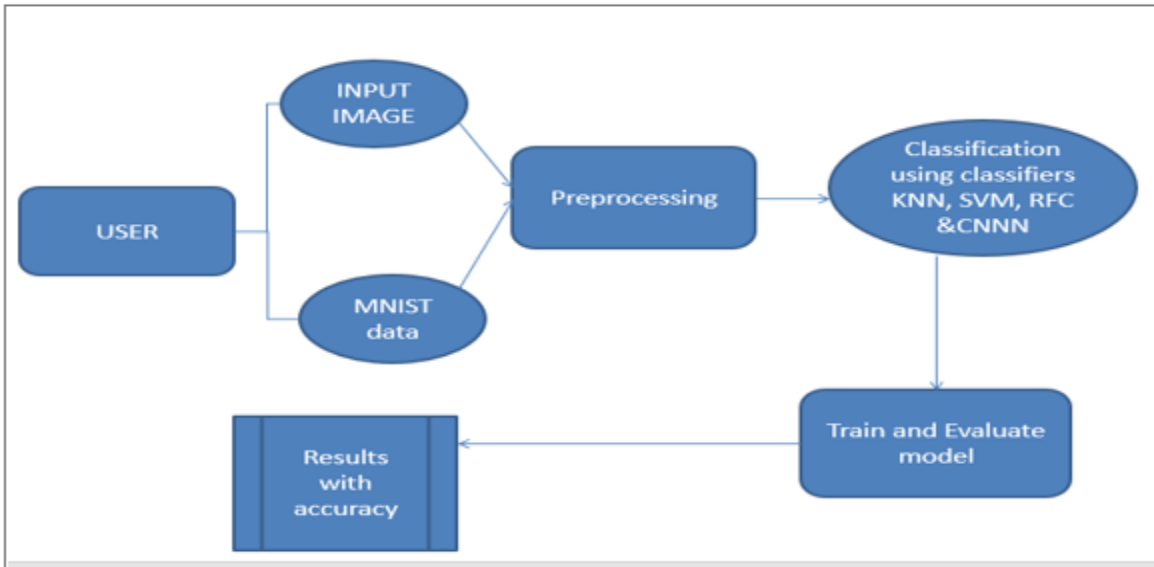 INPUT
IMAGE
USER
MNIST
data
Preprocessing
Classification
using classifiers
KNN, SVM, RFC
&CNNN
Train and Evaluate
model
Results
with
accuracy